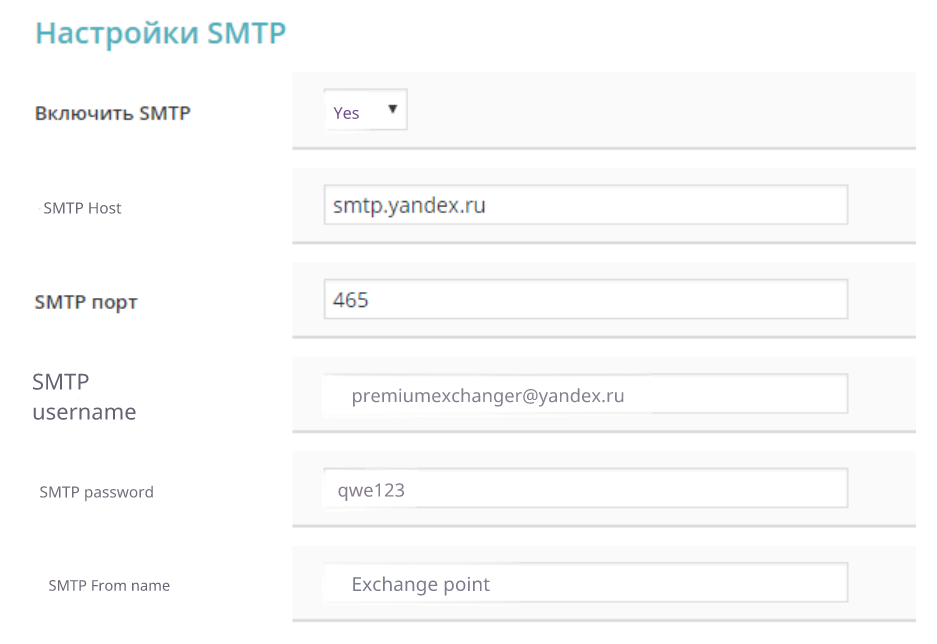 Настройки SMTP
Включить SMTP
Yes
SMTP Host
smtp.yandex.ru
SMTP порт
465
SMTP
username
premiumexchanger@yandex.ru
SMTP password
qwe123
SMTP From name
Exchange point